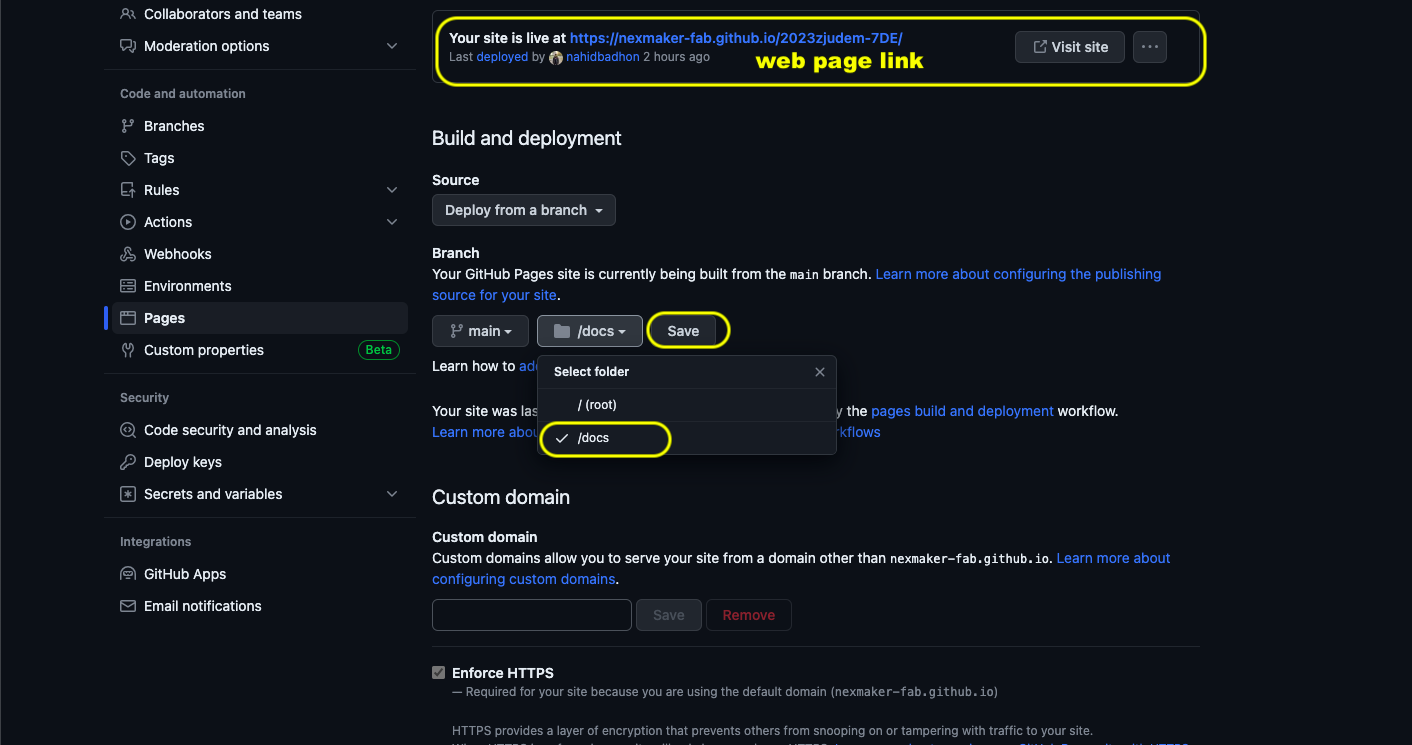 Collaborators and teams
Moderation options
Code and automation
Branches
Tags
Rules
Actions
Webhooks
Environments
Pages
Custom properties Beta
Security
Code security and analysis
Deploy keys
Secrets and variables
Integrations
GitHub Apps
Email notifications
Your site is live at https://nexmaker-fab.github.io/2023zjudem-7DE/
Last deployed by nahidbadhon 2 hours ago
web page link
Visit site
Build and deployment
Source
Deploy from a branch
Branch
Your GitHub Pages site is currently being built from the main branch. Learn more about configuring the publishing
source for your site.
main /docs Save
Learn how to
Select folder
/ (root)
/docs
Your site was the pages build and deployment workflow.
Learn more
Custom domain
Custom domain
Custom domains allow you to serve your site from a domain other than nexmaker-fab.github.io. Learn more about
configuring custom domains.
Save Remove
Enforce HTTPS
— Required for your site because you are using the default domain (nexmaker-fab.github.io)
HTTPS provides a layer of encryption that prevents others from snooping on or tampering with traffic to your site.